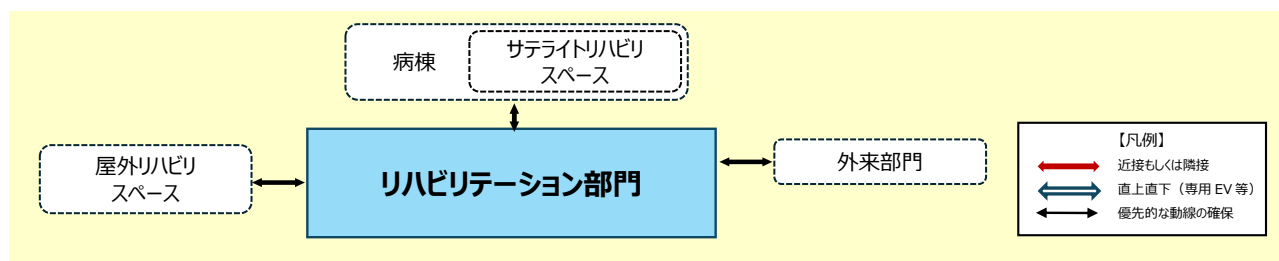 病棟
サテライトリハビリ
スペース
屋外リハビリ
スペース
リハビリテーション部門
外来部門
【凡例】
近接もしくは隣接
直上直下（専用 EV 等）
優先的な動線の確保